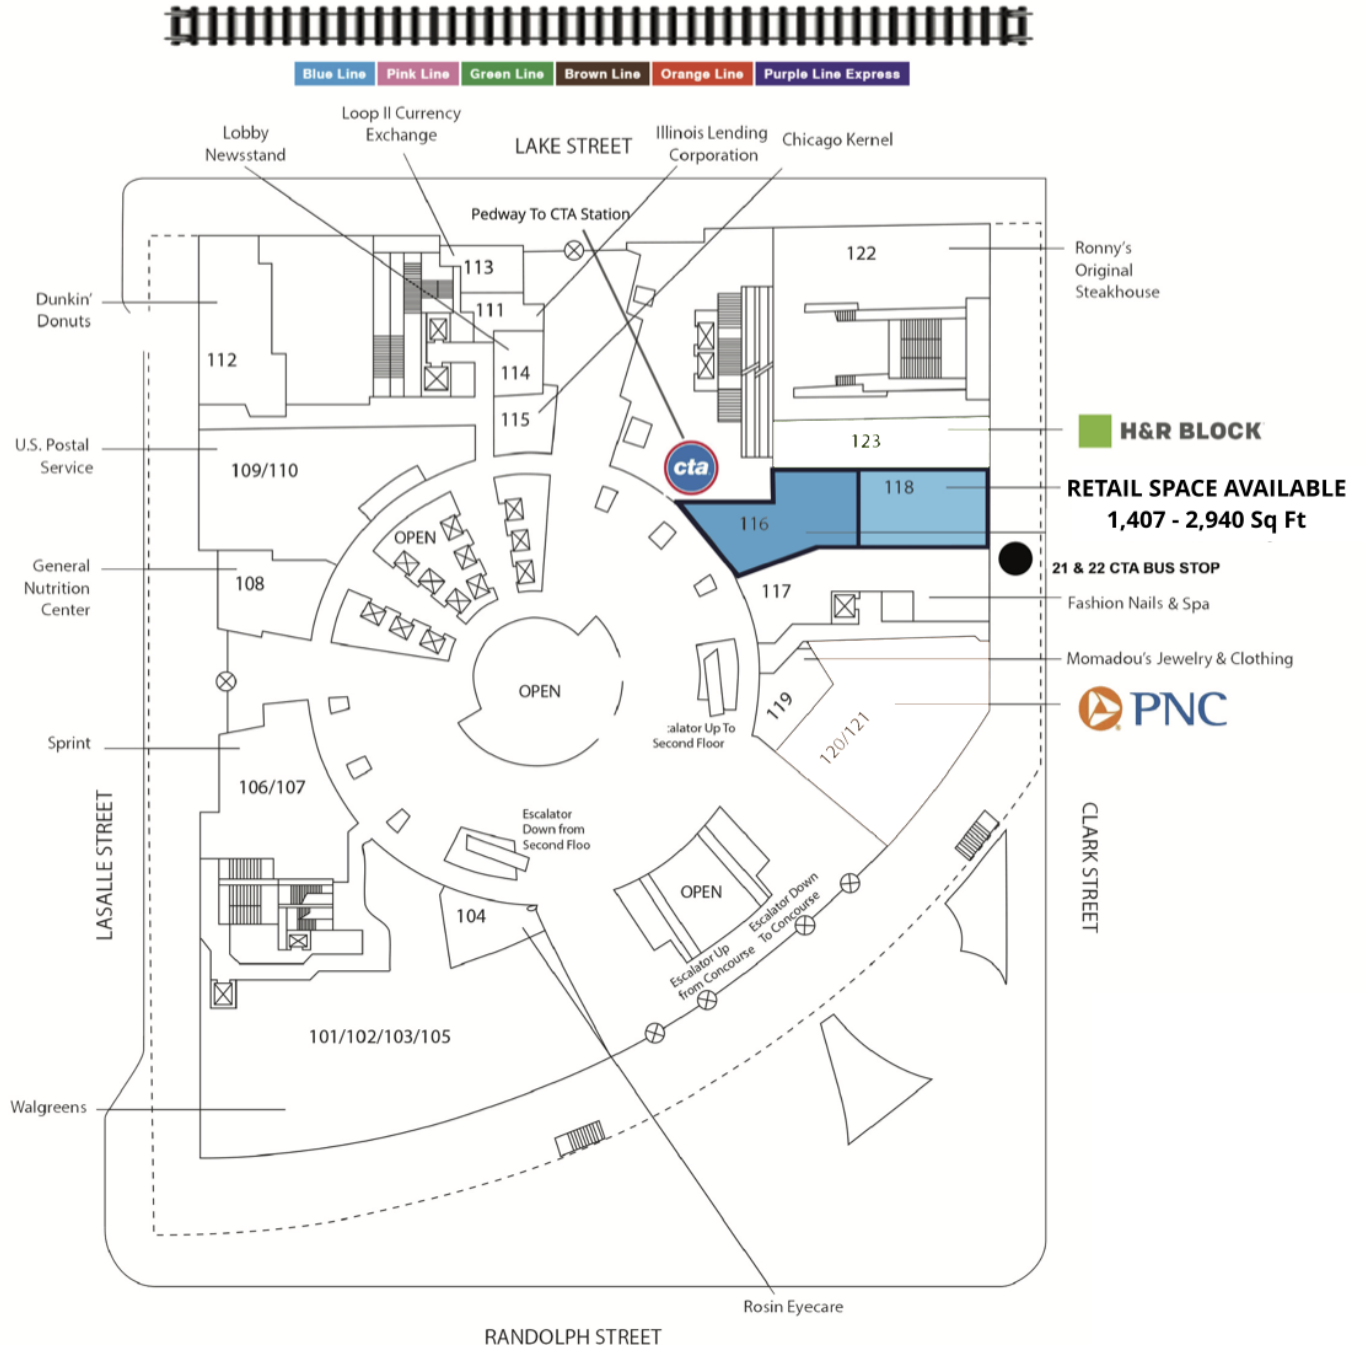 Blue Line Pink Line Green Line Brown Line Orange Line Purple Line Express
Loop II Currency
Exchange
Lobby
Newsstand
LAKE STREET
Illinois Lending
Corporation
Chicago Kernel
Pedway To CTA Station
122
Ronny's
Original
Steakhouse
113
111
Dunkin'
Donuts
112
114
115
H&R BLOCK
123
U.S. Postal
Service
109/110
cta
118
RETAIL SPACE AVAILABLE
1,407 - 2,940 Sq Ft
116
OPEN
21 & 22 CTA BUS STOP
General
Nutrition
Center
108
117
Fashion Nails & Spa
Momadou's Jewelry & Clothing
OPEN
119
120/121
PNC
:alator Up To
Second Floor
Sprint
106/107
Escalator
Down from
Second Floo
LASALLE STREET
CLARK STREET
OPEN
104
Escalator Down
To Concourse
Escalator Up
from Concourse
101/102/103/105
Walgreens
Rosin Eyecare
RANDOLPH STREET